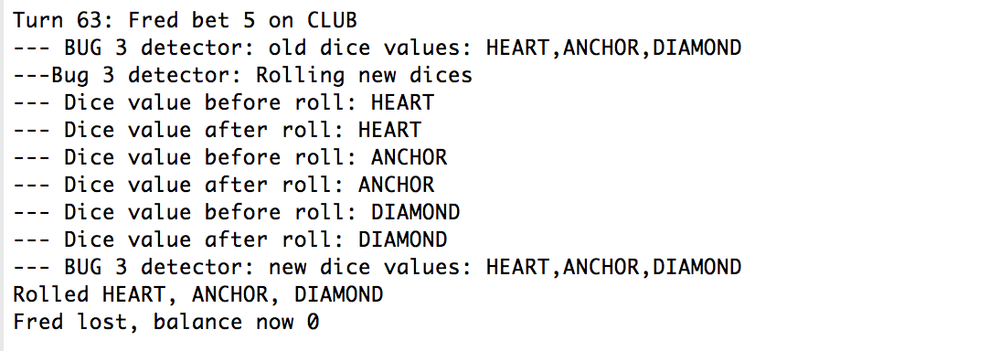 Turn 63: Fred bet 5 on CLUB
--- BUG 3 detector: old dice values: HEART,ANCHOR,DIAMOND
---Bug 3 detector: Rolling new dices
--- Dice value before roll: HEART
--- Dice value after roll: HEART
--- Dice value before roll: ANCHOR
--- Dice value after roll: ANCHOR
--- Dice value before roll: DIAMOND
--- Dice value after roll: DIAMOND
--- BUG 3 detector: new dice values: HEART,ANCHOR,DIAMOND
Rolled HEART, ANCHOR, DIAMOND
Fred lost, balance now 0